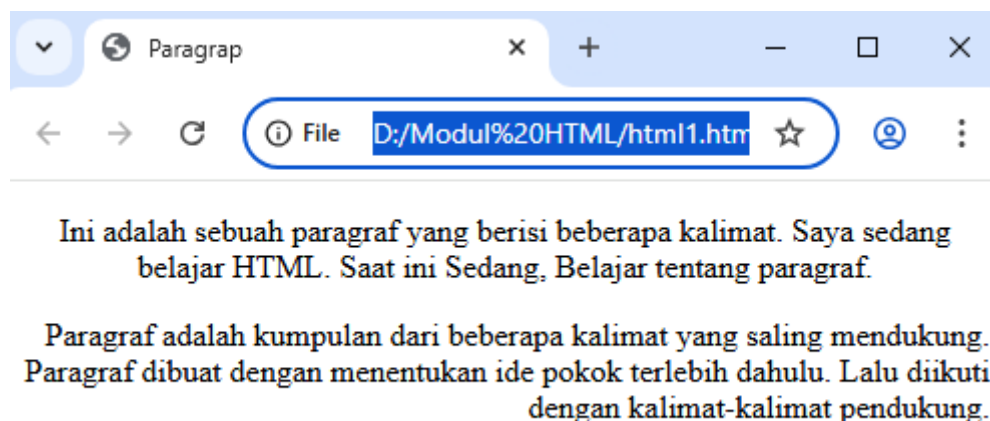 Paragrap
File D:/Modul%20HTML/html1.htm
Ini adalah sebuah paragraf yang berisi beberapa kalimat. Saya sedang
belajar HTML. Saat ini Sedang, Belajar tentang paragraf.
Paragraf adalah kumpulan dari beberapa kalimat yang saling mendukung.
Paragraf dibuat dengan menentukan ide pokok terlebih dahulu. Lalu diikuti
dengan kalimat-kalimat pendukung.